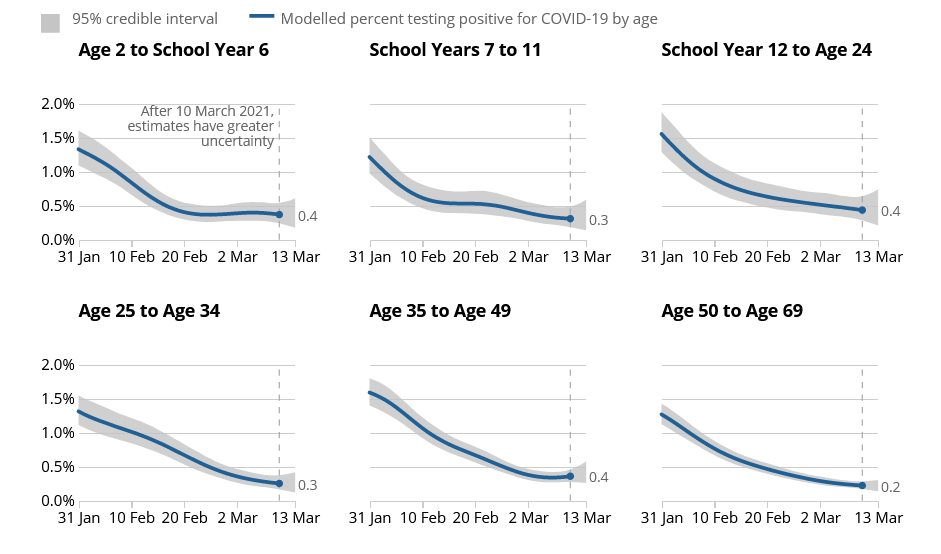 95% credible interval Modelled percent testing positive for COVID-19 by age
Age 2 to School Year 6 School Years 7 to 11 School Year 12 to Age 24
2.0%
After 10 March 2021,
estimates have greater
uncertainty
1.5%
1.0%
0.5%
0.0%
0.4 0.3 0.4
31 Jan 10 Feb 20 Feb 2 Mar 13 Mar 31 Jan 10 Feb 20 Feb 2 Mar 13 Mar 31 Jan 10 Feb 20 Feb 2 Mar 13 Mar
Age 25 to Age 34 Age 35 to Age 49 Age 50 to Age 69
2.0%
1.5%
1.0%
0.5%
0.0%
0.3 0.4 0.2
31 Jan 10 Feb 20 Feb 2 Mar 13 Mar 31 Jan 10 Feb 20 Feb 2 Mar 13 Mar 31 Jan 10 Feb 20 Feb 2 Mar 13 Mar